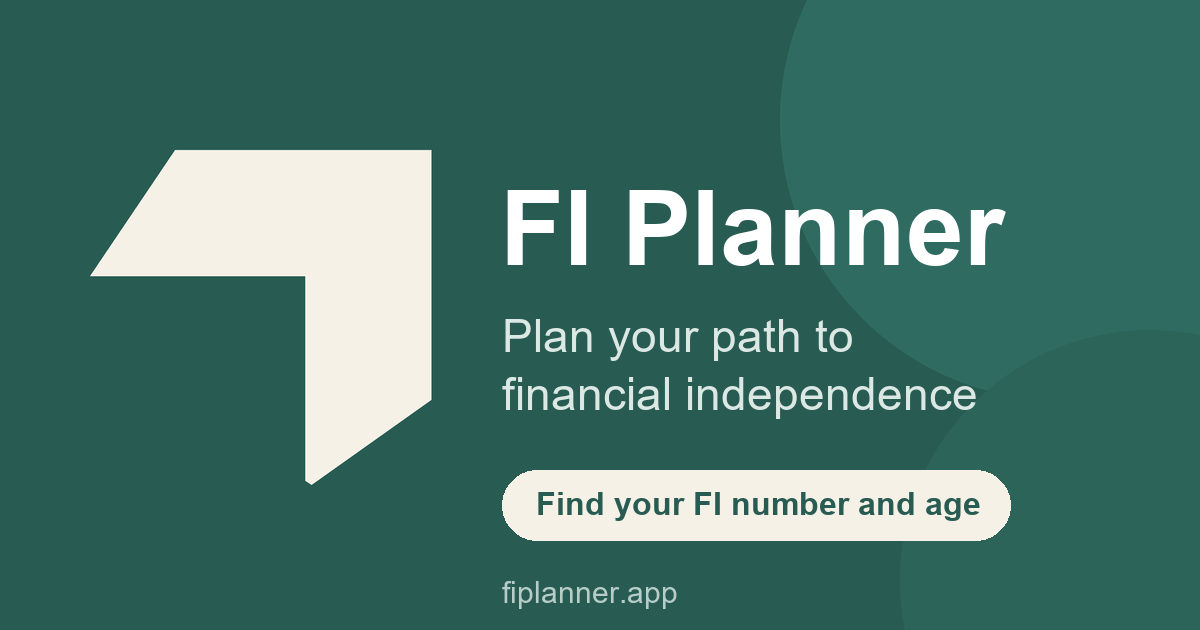 FI Planner
Plan your path to
financial independence
Find your FI number and age
fiplanner.app